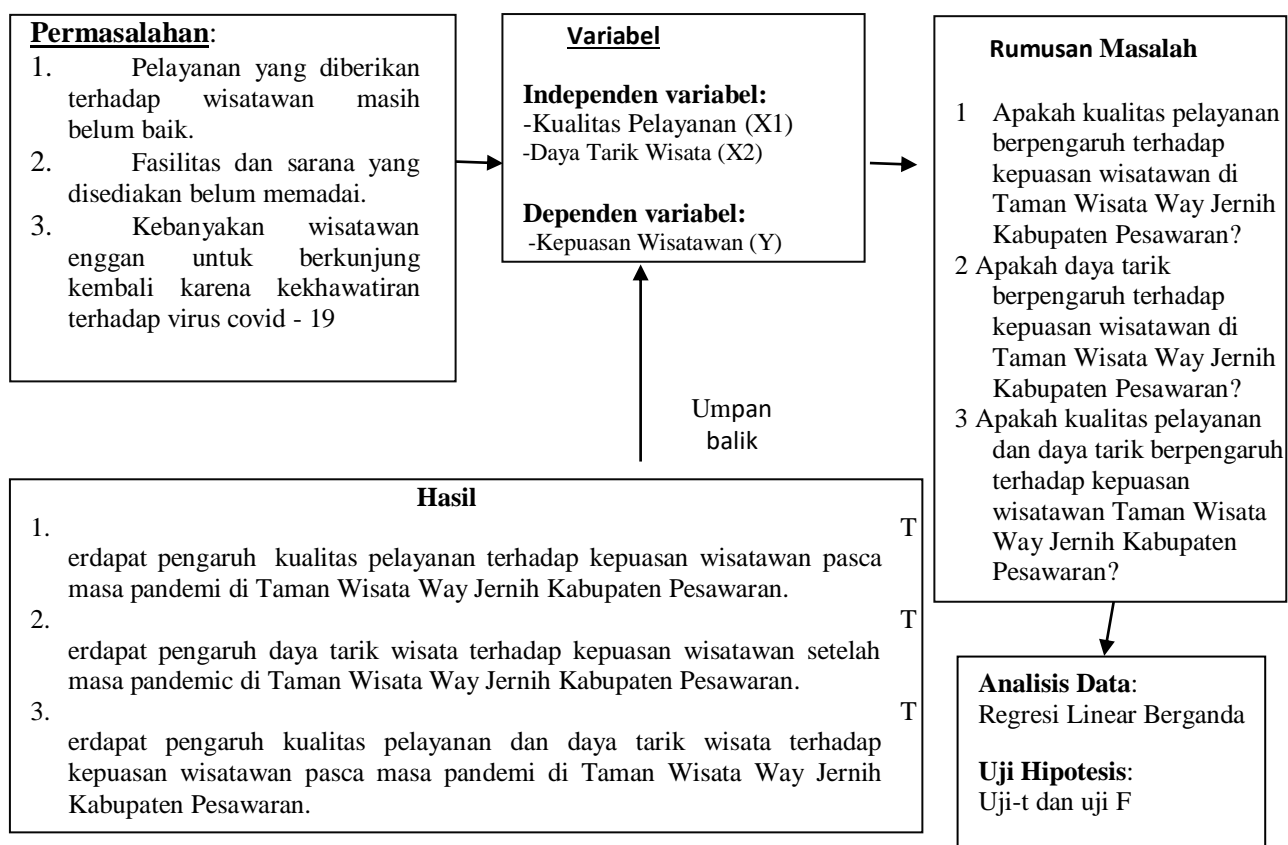 Permasalahan:
1. Pelayanan yang diberikan
terhadap wisatawan masih
belum baik.
2. Fasilitas dan sarana yang
disediakan belum memadai.
3. Kebanyakan wisatawan
enggan untuk berkunjung
kembali karena kekhawatiran
terhadap virus covid - 19
Variabel
Independen variabel:
-Kualitas Pelayanan (X1)
-Daya Tarik Wisata (X2)
Dependen variabel:
-Kepuasan Wisatawan (Y)
Rumusan Masalah
1 Apakah kualitas pelayanan
berpengaruh terhadap
kepuasan wisatawan di
Taman Wisata Way Jernih
Kabupaten Pesawaran?
2 Apakah daya tarik
berpengaruh terhadap
kepuasan wisatawan di
Taman Wisata Way Jernih
Kabupaten Pesawaran?
3 Apakah kualitas pelayanan
dan daya tarik berpengaruh
terhadap kepuasan
wisatawan Taman Wisata
Way Jernih Kabupaten
Pesawaran?
Umpan
balik
Hasil
1. T
erdapat pengaruh kualitas pelayanan terhadap kepuasan wisatawan pasca
masa pandemi di Taman Wisata Way Jernih Kabupaten Pesawaran.
2. T
erdapat pengaruh daya tarik wisata terhadap kepuasan wisatawan setelah
masa pandemic di Taman Wisata Way Jernih Kabupaten Pesawaran.
3. T
erdapat pengaruh kualitas pelayanan dan daya tarik wisata terhadap
kepuasan wisatawan pasca masa pandemi di Taman Wisata Way Jernih
Kabupaten Pesawaran.
Analisis Data:
Regresi Linear Berganda
Uji Hipotesis:
Uji-t dan uji F